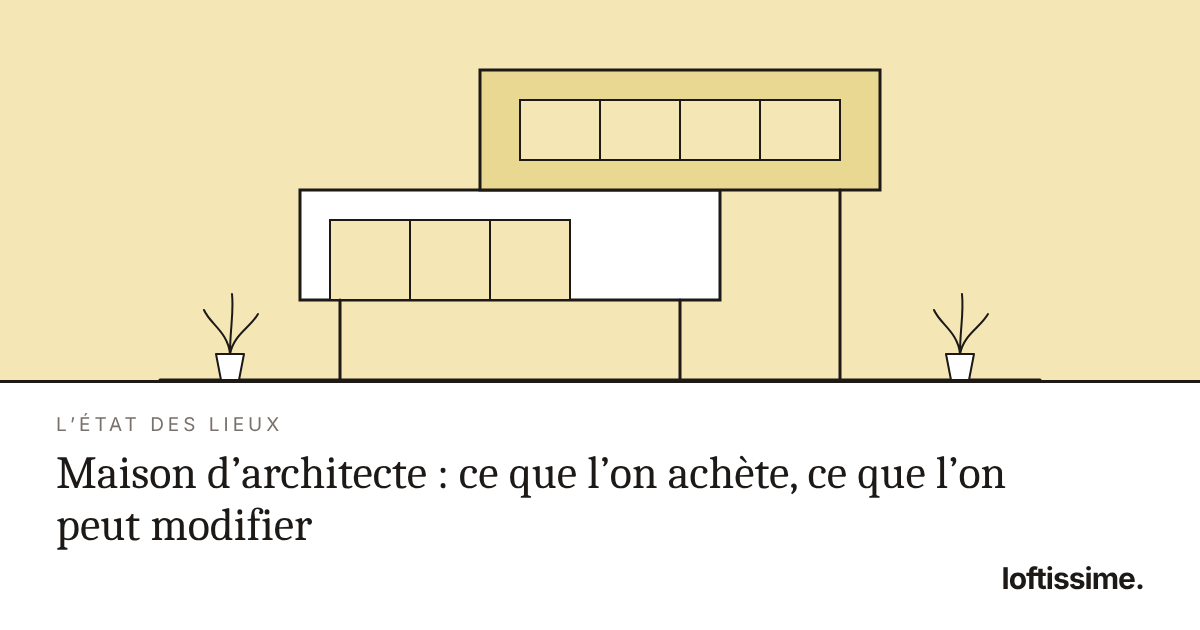 L’ÉTAT DES LIEUX
Maison d’architecte : ce que l’on achète, ce que l’on
peut modifier
loftissime.